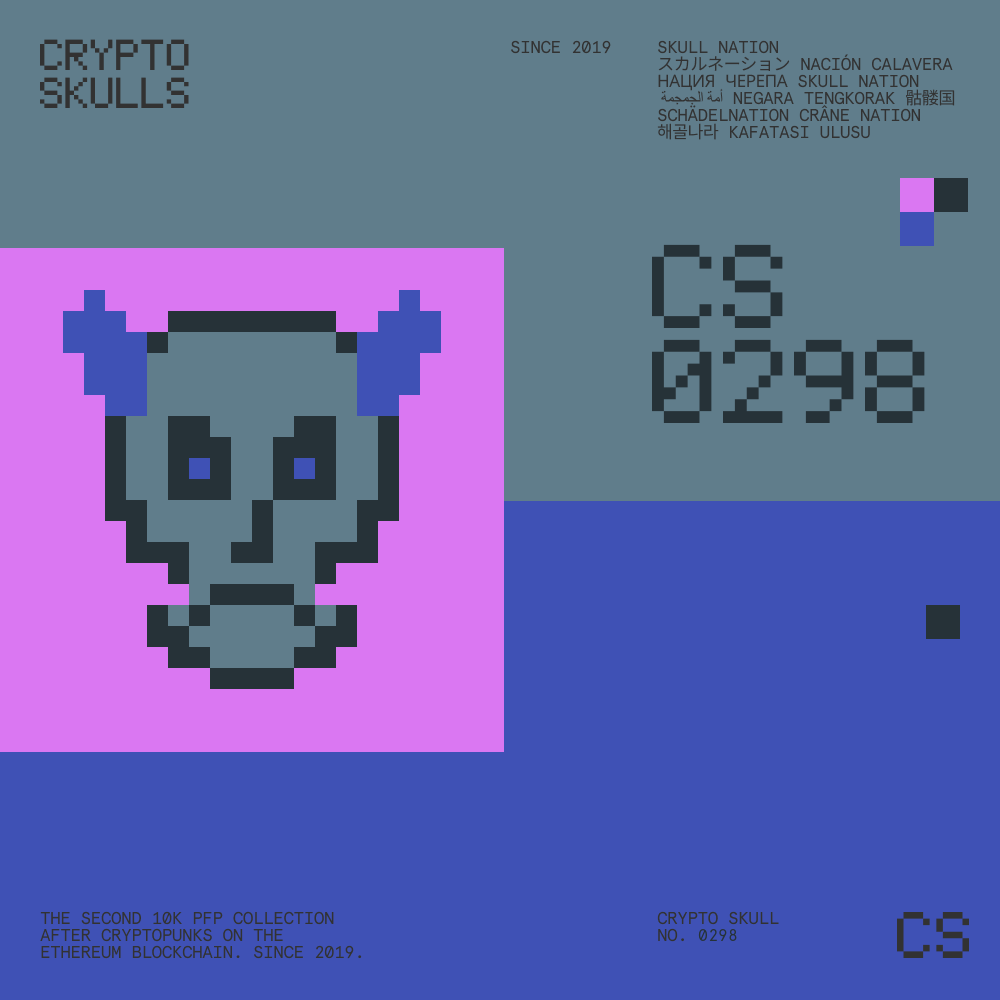 CRYPTO
SKULLS
SINCE 2019
SKULL NATION
スカルネーション NACIÓN CALAVERA
НАЦИЯ ЧЕРЕПА SKULL NATION
أمة الجمجمة NEGARA TENGKORAK 骷髅国
SCHÄDELNATION CRÂNE NATION
해골나라 KAFATASI ULUSU
CS
0298
THE SECOND 10K PFP COLLECTION
AFTER CRYPTOPUNKS ON THE
ETHEREUM BLOCKCHAIN. SINCE 2019.
CRYPTO SKULL
NO. 0298
CS